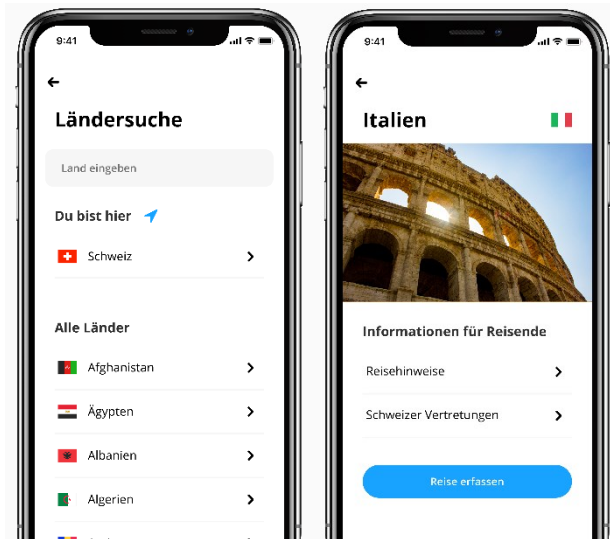 9:41
Ländersuche
Land eingeben
Du bist hier
Schweiz
Alle Länder
Afghanistan
Ägypten
Albanien
Algerien
9:41
Italien
Informationen für Reisende
Reisehinweise
Schweizer Vertretungen
Reise erfassen